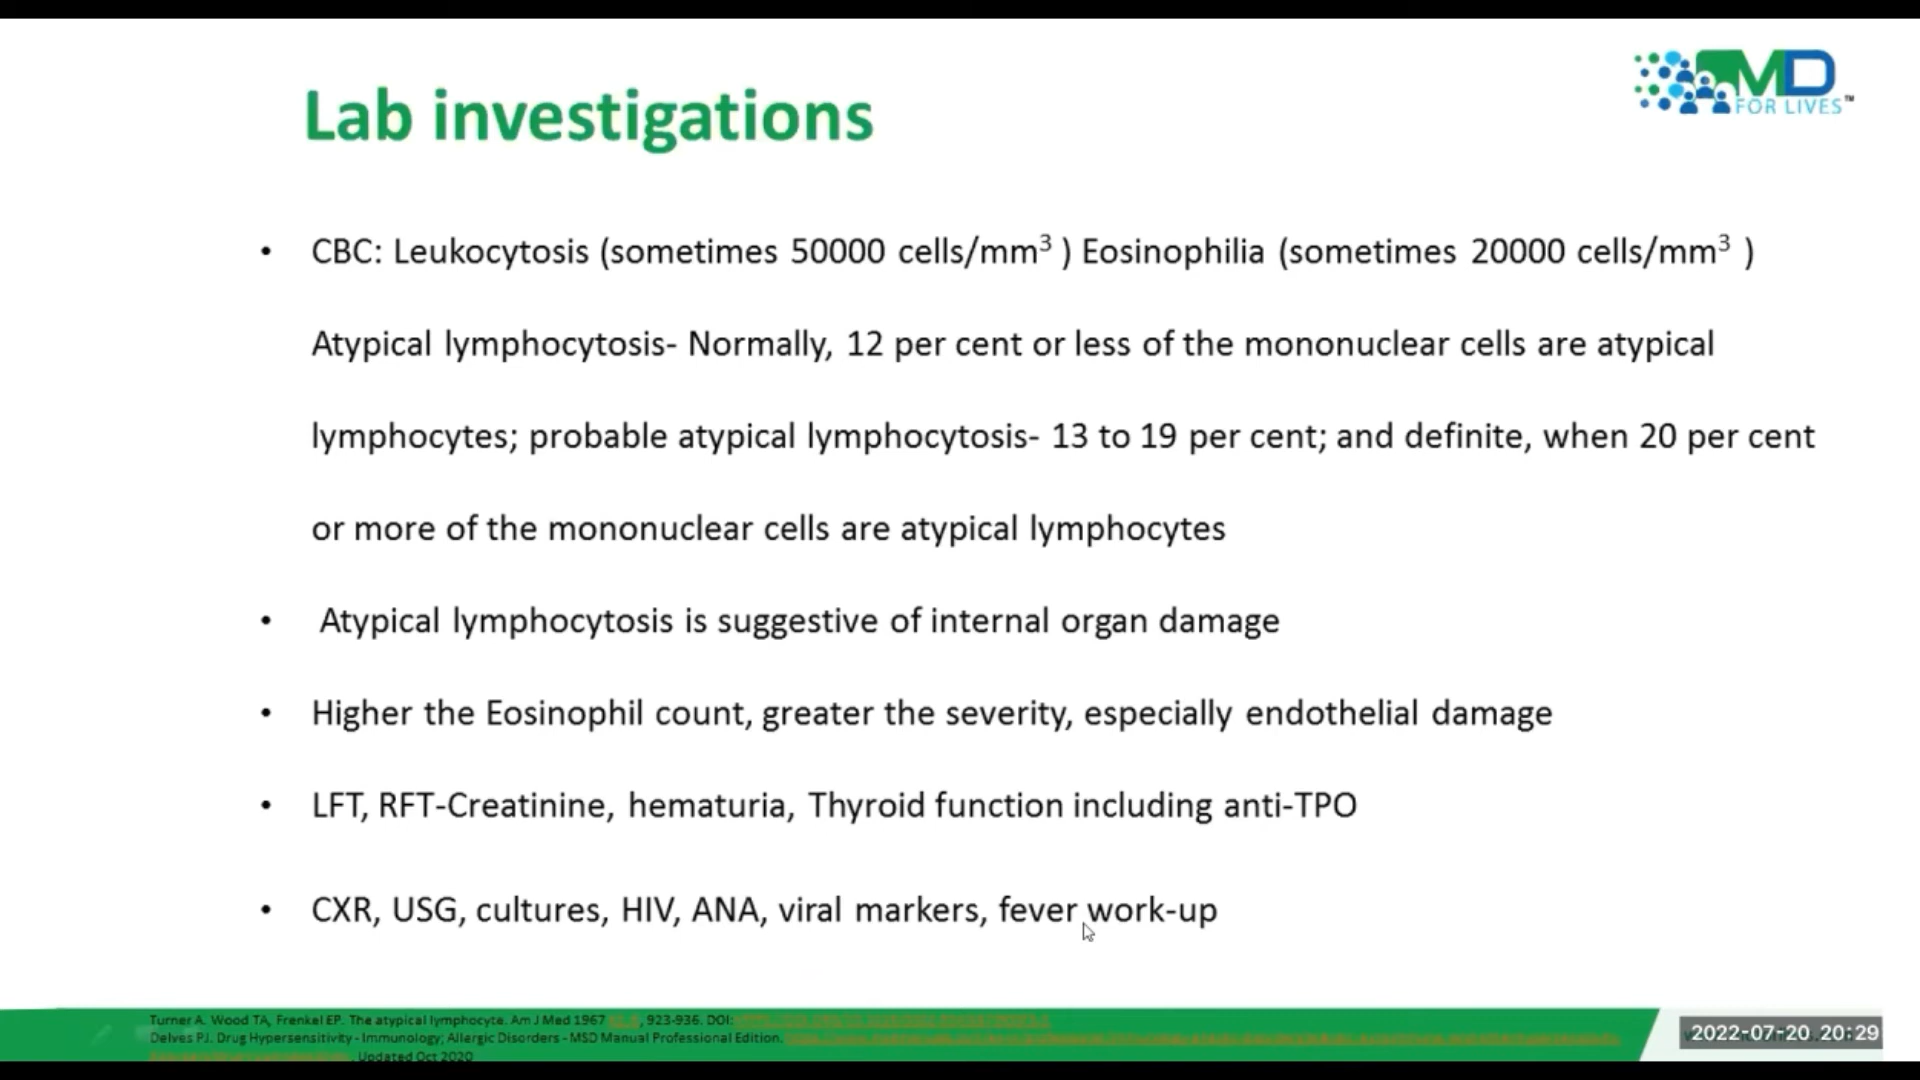 MD
FOR LIVES™
Lab investigations
• CBC: Leukocytosis (sometimes 50000 cells/mm³ ) Eosinophilia (sometimes 20000 cells/mm³ )
Atypical lymphocytosis- Normally, 12 per cent or less of the mononuclear cells are atypical
lymphocytes; probable atypical lymphocytosis- 13 to 19 per cent; and definite, when 20 per cent
or more of the mononuclear cells are atypical lymphocytes
• Atypical lymphocytosis is suggestive of internal organ damage
• Higher the Eosinophil count, greater the severity, especially endothelial damage
• LFT, RFT-Creatinine, hematuria, Thyroid function including anti-TPO
• CXR, USG, cultures, HIV, ANA, viral markers, fever work-up
Turner A. Wood TA, Frenkel EP. The atypical lymphocyte. Am J Med 1967 , 923-936. DOI:
Delves PJ. Drug Hypersensitivity - Immunology; Allergic Disorders - MSD Manual Professional Edition.
. Updated Oct 2020
2022-07-20 20:29